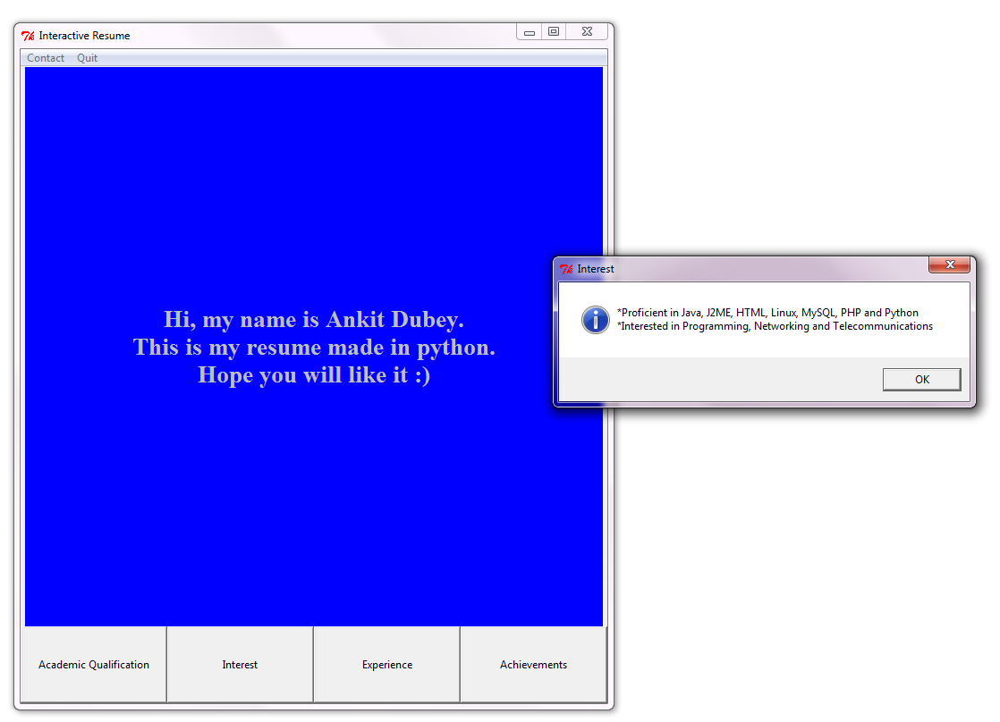 Interactive Resume
Contact Quit
Hi, my name is Ankit Dubey.
This is my resume made in python.
Hope you will like it :)
Academic Qualification
Interest
Experience
Achievements
Interest
*Proficient in Java, J2ME, HTML, Linux, MySQL, PHP and Python
*Interested in Programming, Networking and Telecommunications
OK